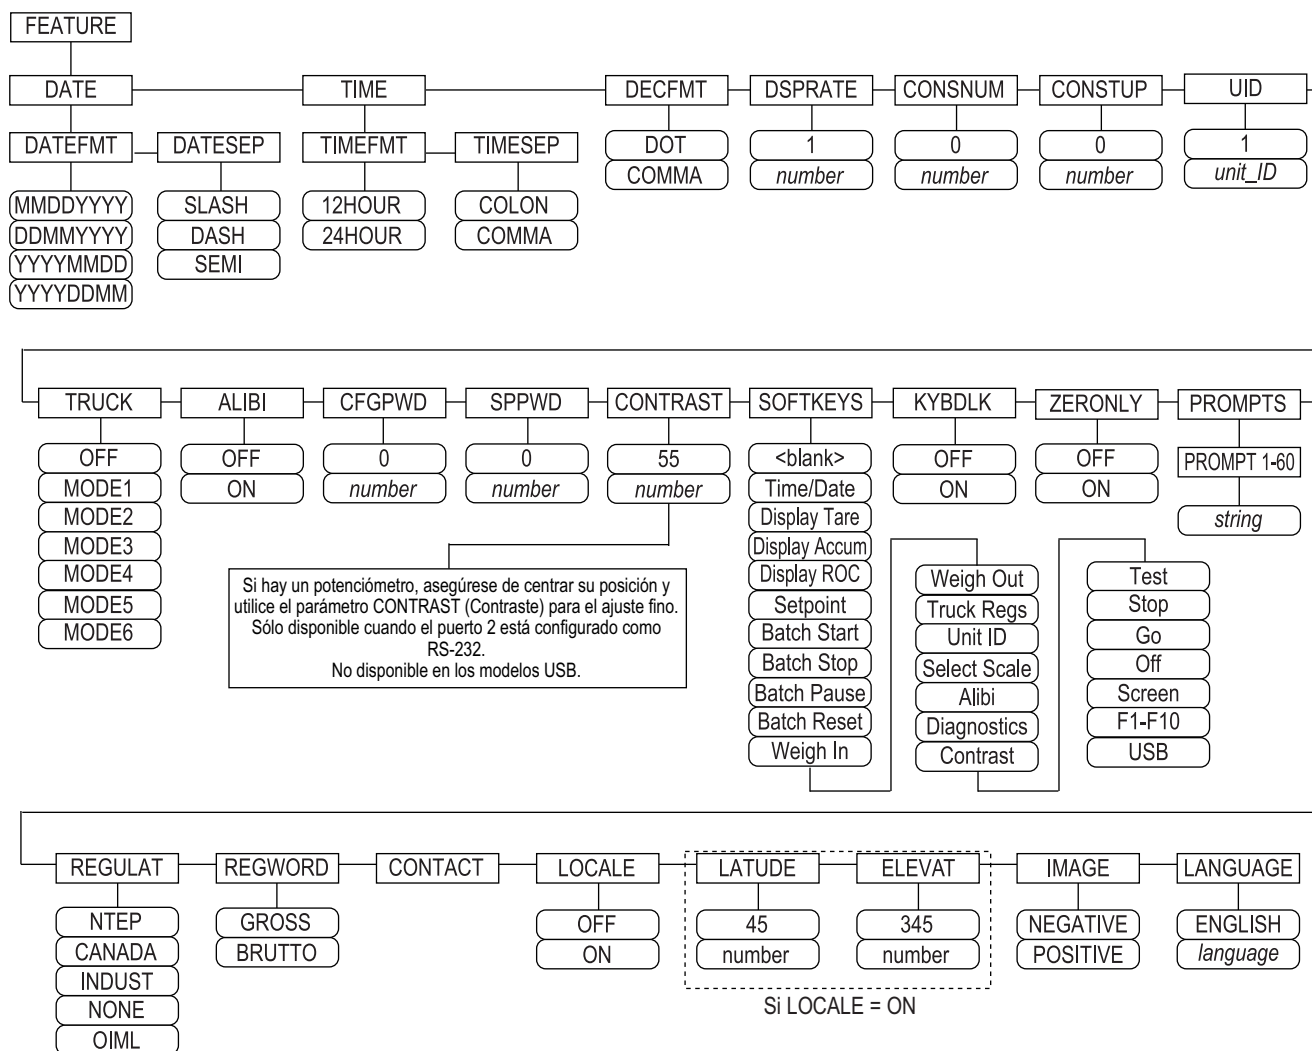 FEATURE
DATE TIME DECFMT DSPRATE CONSNUM CONSTUP UID
DATEFMT DATESEP TIMEFMT TIMESEP
DOT 1 0 0 1
COMMA number number number unit_ID
MMDDYYYY SLASH 12HOUR COLON
DDMMYYYY DASH 24HOUR COMMA
YYYYMMDD SEMI
YYYYDDMM
TRUCK ALIBI CFGPWD SPPWD CONTRAST SOFTKEYS KYBDLK ZERONLY PROMPTS
OFF OFF 0 0 55 <blank> OFF OFF PROMPT 1-60
MODE1 ON number number number Time/Date ON ON
MODE2 Display Tare string
MODE3 Display Accum
MODE4 Display ROC
MODE5 Setpoint
MODE6 Batch Start
Batch Stop
Batch Pause
Batch Reset
Weigh In
Si hay un potenciómetro, asegúrese de centrar su posición y
utilice el parámetro CONTRAST (Contraste) para el ajuste fino.
Sólo disponible cuando el puerto 2 está configurado como
RS-232.
No disponible en los modelos USB.
Weigh Out
Truck Regs
Unit ID
Select Scale
Alibi
Diagnostics
Contrast
Test
Stop
Go
Off
Screen
F1-F10
USB
REGULAT REGWORD CONTACT LOCALE LATUDE ELEVAT IMAGE LANGUAGE
NTEP GROSS OFF 45 345 NEGATIVE ENGLISH
CANADA BRUTTO ON number number POSITIVE language
INDUST
NONE
OIML
Si LOCALE = ON